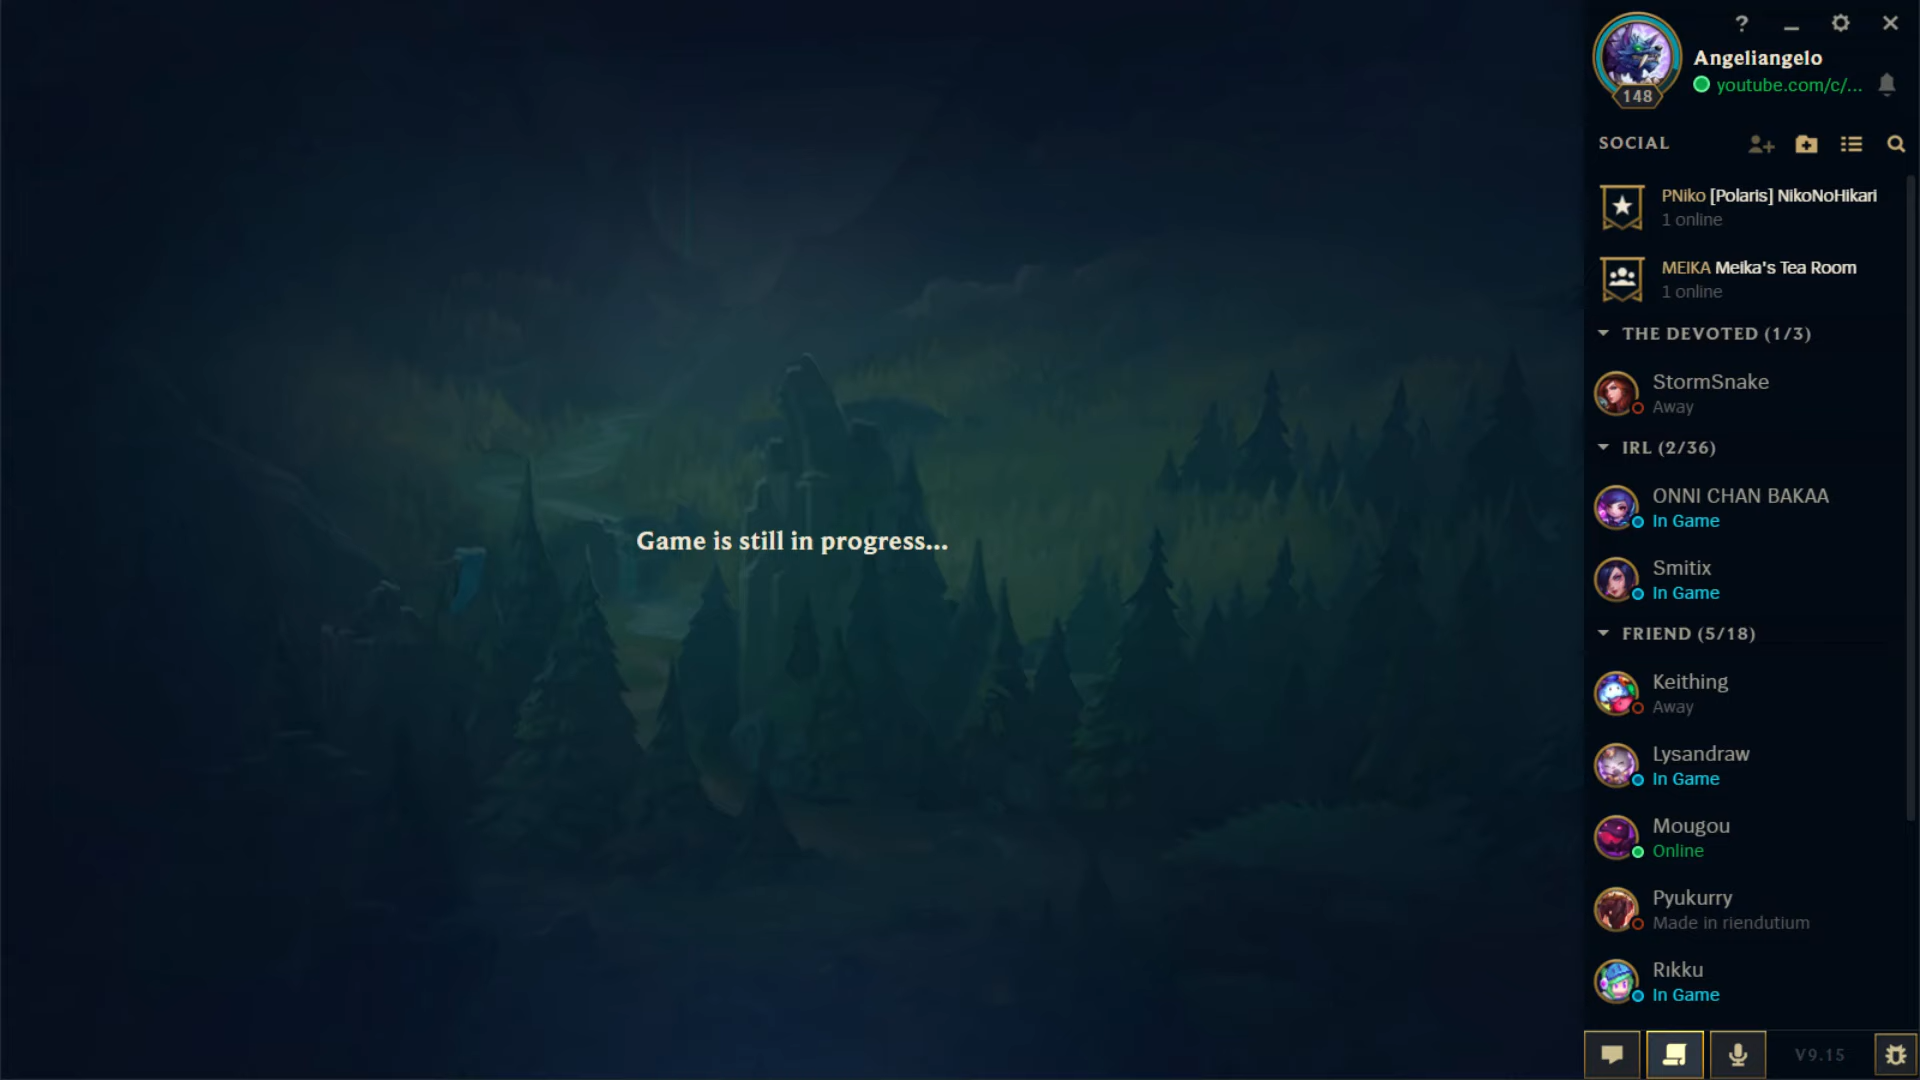 ?
Angeliangelo
youtube.com/c/...
148
SOCIAL
PNiko [Polaris] NikoNoHikari
1 online
MEIKA Meika's Tea Room
1 online
THE DEVOTED (1/3)
StormSnake
Away
IRL (2/36)
ONNI CHAN BAKAA
In Game
Game is still in progress...
Smitix
In Game
FRIEND (5/18)
Keithing
Away
Lysandraw
In Game
Mougou
Online
Pyukurry
Made in riendutium
Rıkku
In Game
V9.15